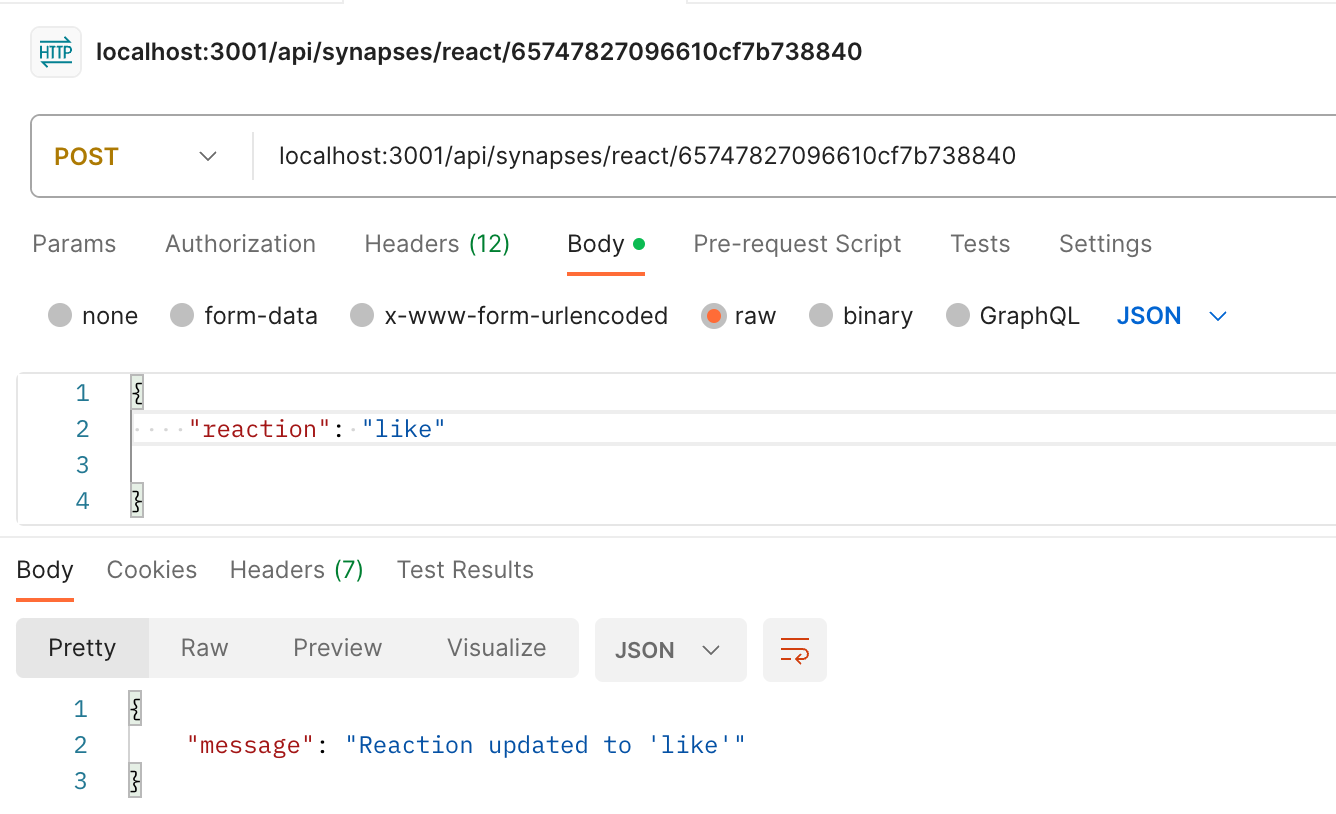 HTTP localhost:3001/api/synapses/react/65747827096610cf7b738840
POST localhost:3001/api/synapses/react/65747827096610cf7b738840
Params Authorization Headers (12) Body Pre-request Script Tests Settings
none form-data x-www-form-urlencoded raw binary GraphQL JSON
1 {
2 "reaction": "like"
3
4 }
Body Cookies Headers (7) Test Results
Pretty Raw Preview Visualize JSON
1 {
2 "message": "Reaction updated to 'like'"
3 }